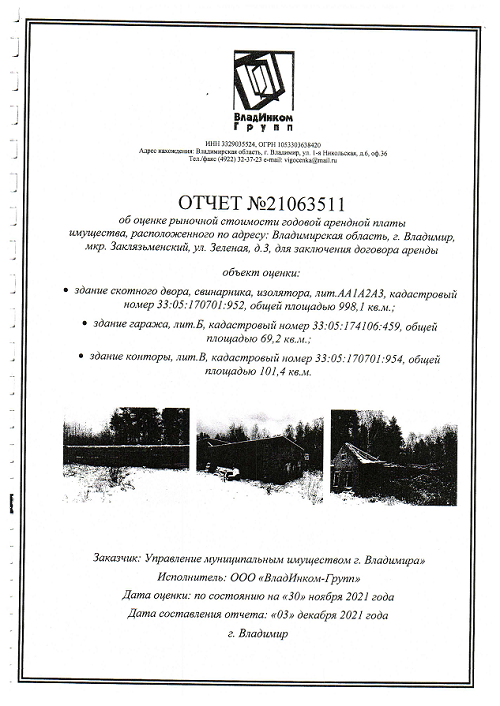 ВладИнком
Групп
ИНН 3329035524, ОГРН 1053303638420
Адрес нахождения: Владимирская область, г. Владимир, ул. 1-я Никольская, д.6, оф.36
Тел./факс (4922) 32-37-23 e-mail: vigocenka@mail.ru
ОТЧЕТ №21063511
об оценке рыночной стоимости годовой арендной платы
имущества, расположенного по адресу: Владимирская область, г. Владимир,
мкр. Заклязьменский, ул. Зеленая, д.3, для заключения договора аренды
объект оценки:
• здание скотного двора, свинарника, изолятора, лит.АА1А2А3, кадастровый
номер 33:05:170701:952, общей площадью 998,1 кв.м.;
• здание гаража, лит.Б, кадастровый номер 33:05:174106:459, общей
площадью 69,2 кв.м.;
• здание конторы, лит.В, кадастровый номер 33:05:170701:954, общей
площадью 101,4 кв.м.
Заказчик: Управление муниципальным имуществом г. Владимира»
Исполнитель: ООО «ВладИнком-Групп»
Дата оценки: по состоянию на «30» ноября 2021 года
Дата составления отчета: «03» декабря 2021 года
г. Владимир